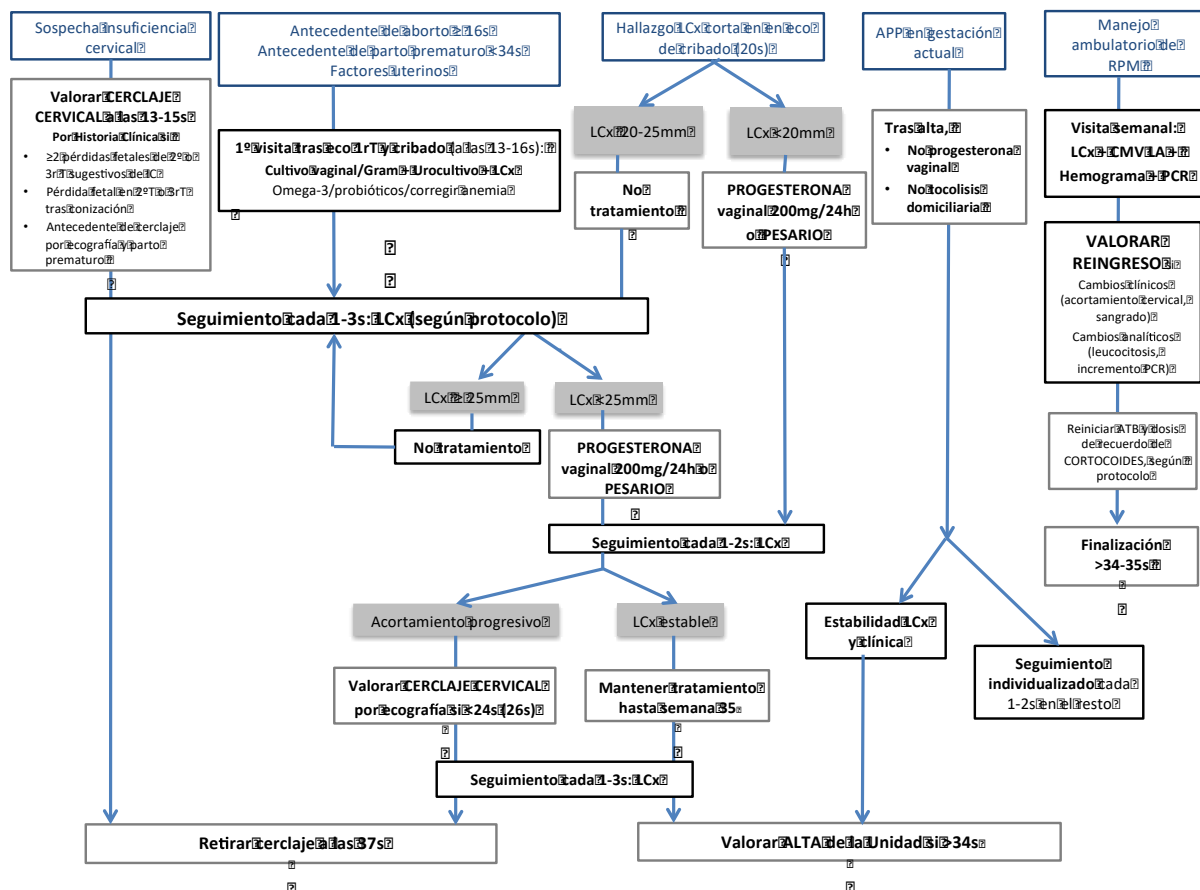 Sospecha insuficiencia
cervical
Valorar CERCLAJE
CERVICAL a las 13-15s
Por Historia Clínica si
• ≥2 pérdidas fetales de 2º o
3rT sugestivos de IC
• Pérdida fetal en 2ºT o 3rT
tras conización
• Antecedente de cerclaje
por ecografía y parto
prematuro
Antecedente de aborto ≥ 16s
Antecedente de parto prematuro <34s
Factores uterinos
1º visita tras eco 1rT y cribado (a las 13-16s):
Cultivo vaginal/Gram + Urocultivo + LCx
Omega-3/probióticos/corregir anemia
Hallazgo LCx corta en en eco
de cribado (20s)
LCx 20-25mm
LCx <20mm
No
tratamiento
PROGESTERONA
vaginal 200mg/24h
o PESARIO
APP en gestación
actual
Tras alta,
• No progesterona
vaginal
• No tocolisis
domiciliaria
Manejo
ambulatorio de
RPM
Visita semanal:
LCx + CMV LA +
Hemograma + PCR
VALORAR
REINGRESO si
Cambios clínicos
(acortamiento cervical,
sangrado)
Cambios analíticos
(leucocitosis,
incremento PCR)
Reiniciar ATB y dosis
de recuerdo de
CORTOCOIDES, según
protocolo
Finalización
>34-35s
Seguimiento cada 1-3s: LCx (según protocolo)
LCx ≥ 25mm
LCx <25mm
No tratamiento
PROGESTERONA
vaginal 200mg/24h o
PESARIO
Seguimiento cada 1-2s: LCx
Acortamiento progresivo
LCx estable
Valorar CERCLAJE CERVICAL
por ecografía si <24s (26s)
Mantener tratamiento
hasta semana 35
Estabilidad LCx
y clínica
Seguimiento
individualizado cada
1-2s en el resto
Seguimiento cada 1-3s: LCx
Retirar cerclaje a las 37s
Valorar ALTA de la Unidad si >34s